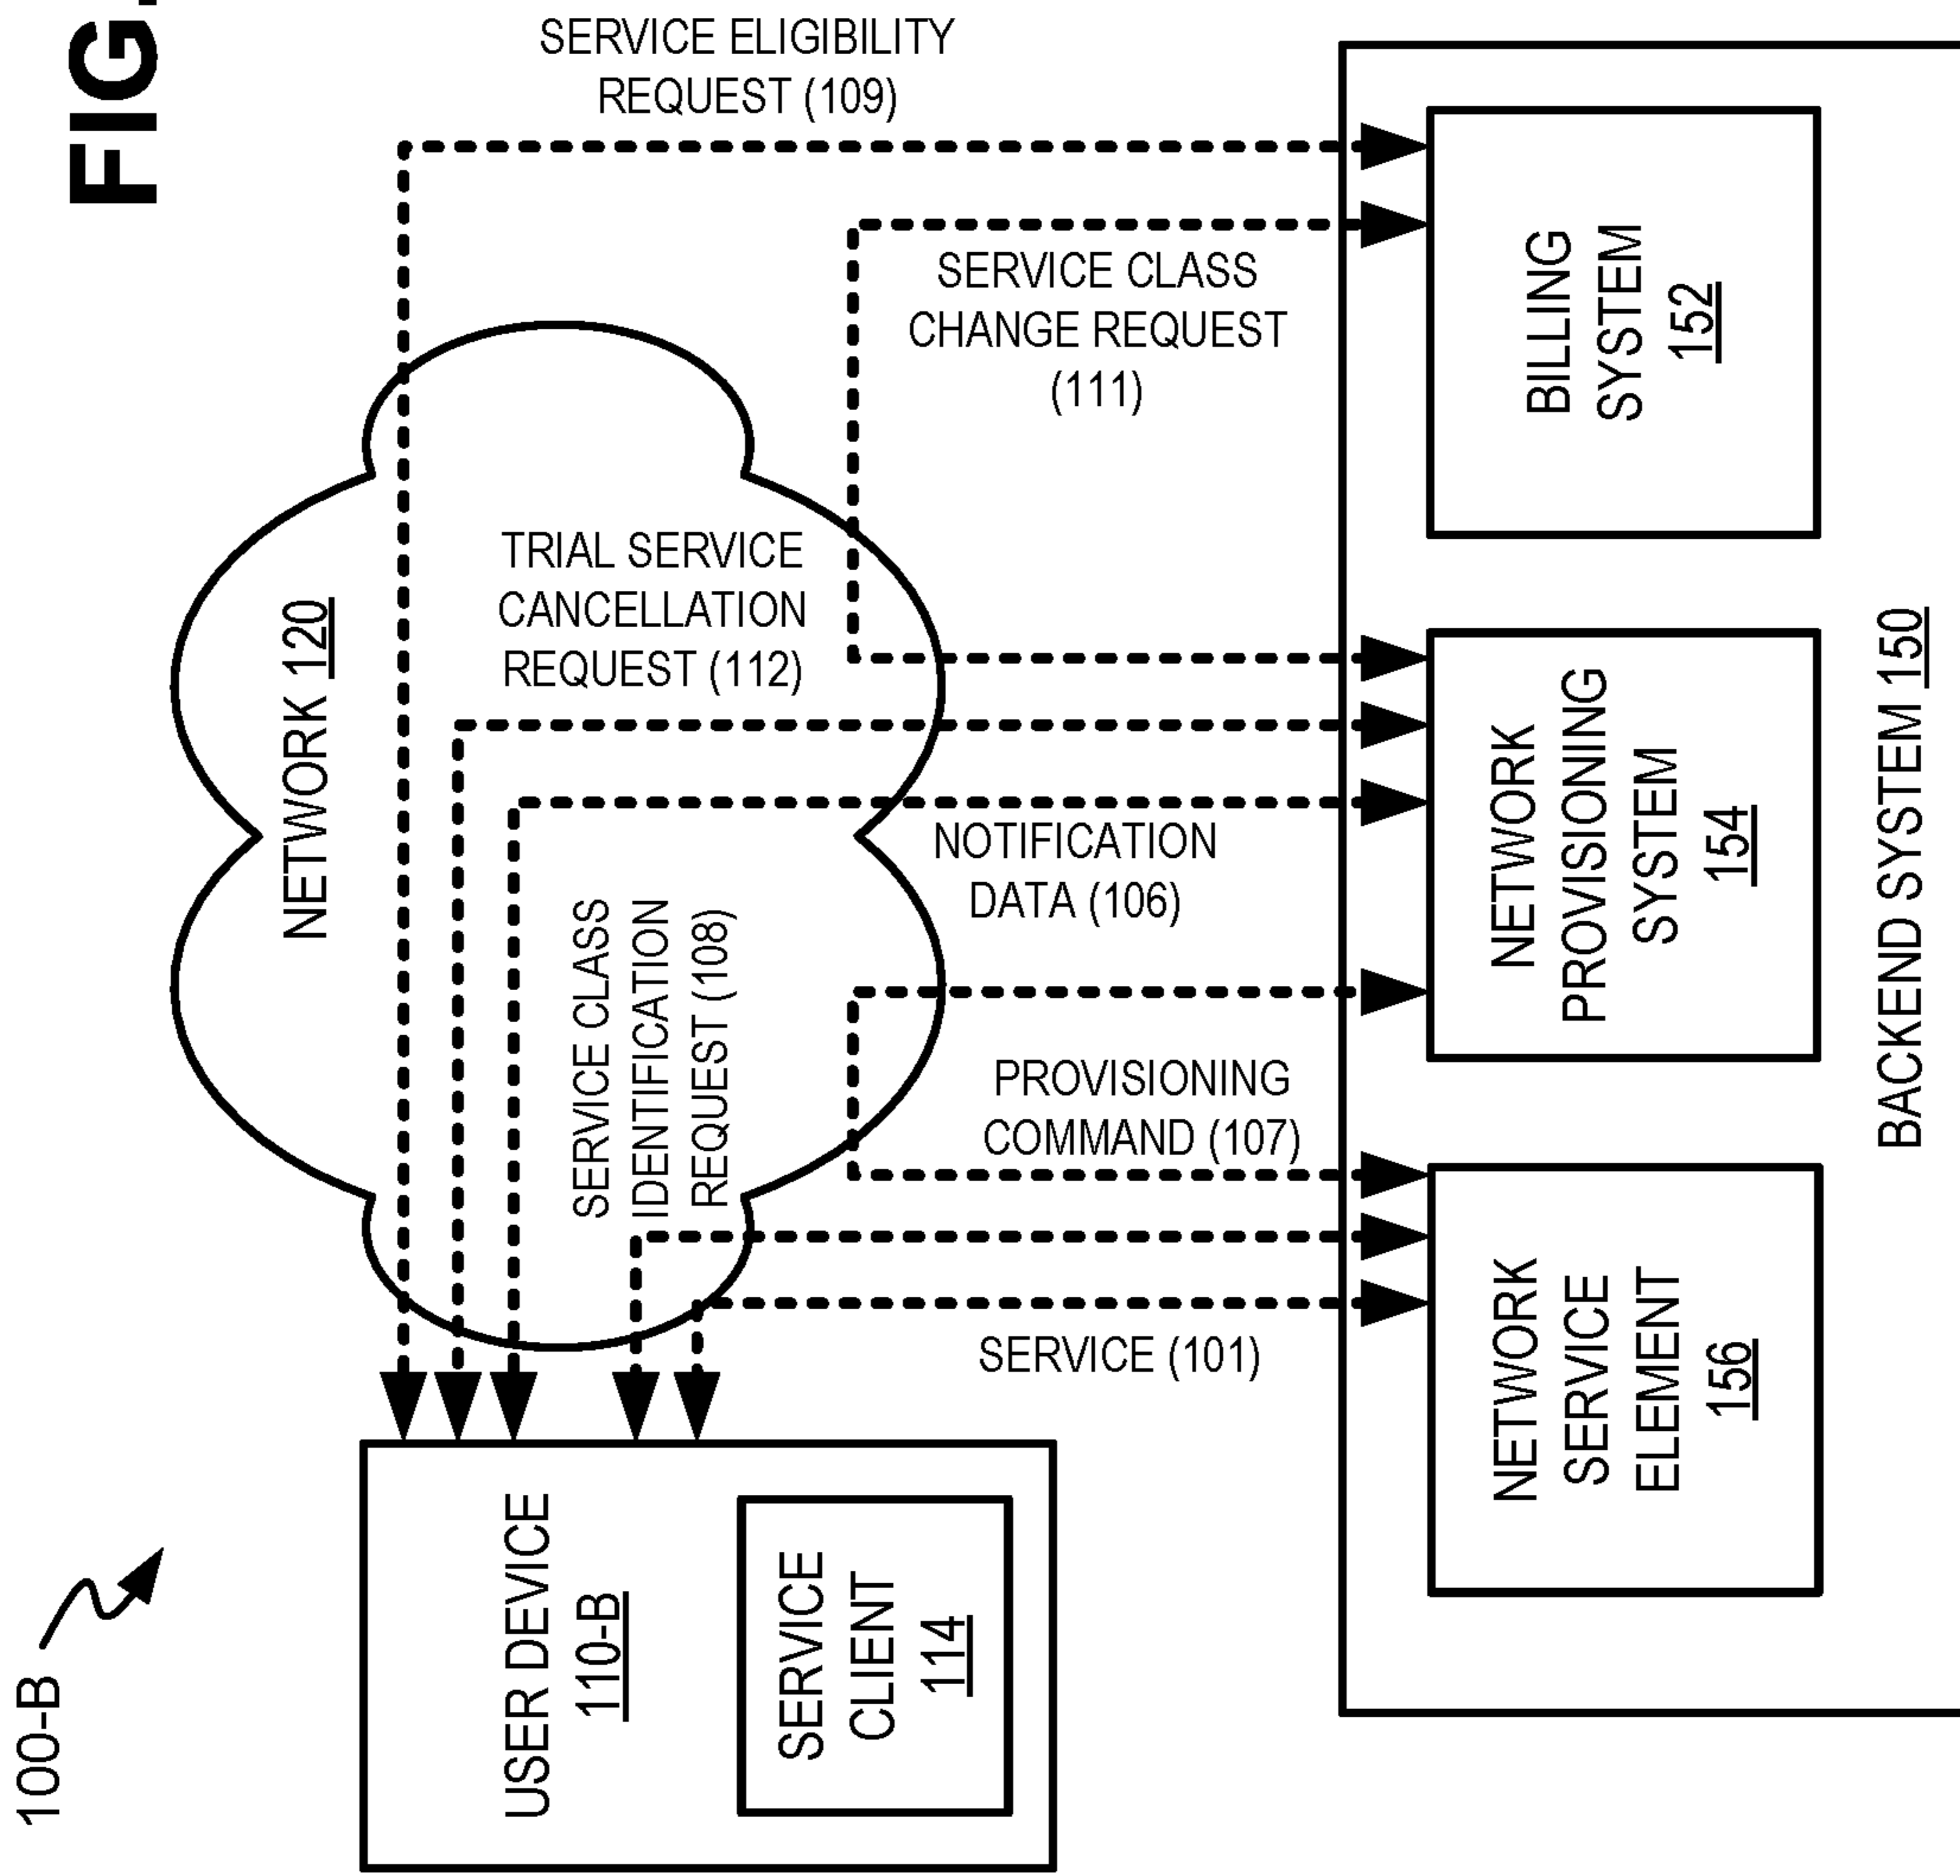 FIG.
100-B
SERVICE ELIGIBILITY
REQUEST (109)
SERVICE CLASS
CHANGE REQUEST
(111)
NETWORK 120
TRIAL SERVICE
CANCELLATION
REQUEST (112)
NOTIFICATION
DATA (106)
SERVICE CLASS
IDENTIFICATION
REQUEST (108)
PROVISIONING
COMMAND (107)
SERVICE (101)
USER DEVICE
110-B
SERVICE
CLIENT
114
BILLING
SYSTEM
152
NETWORK
PROVISIONING
SYSTEM
154
NETWORK
SERVICE
ELEMENT
156
BACKEND SYSTEM 150